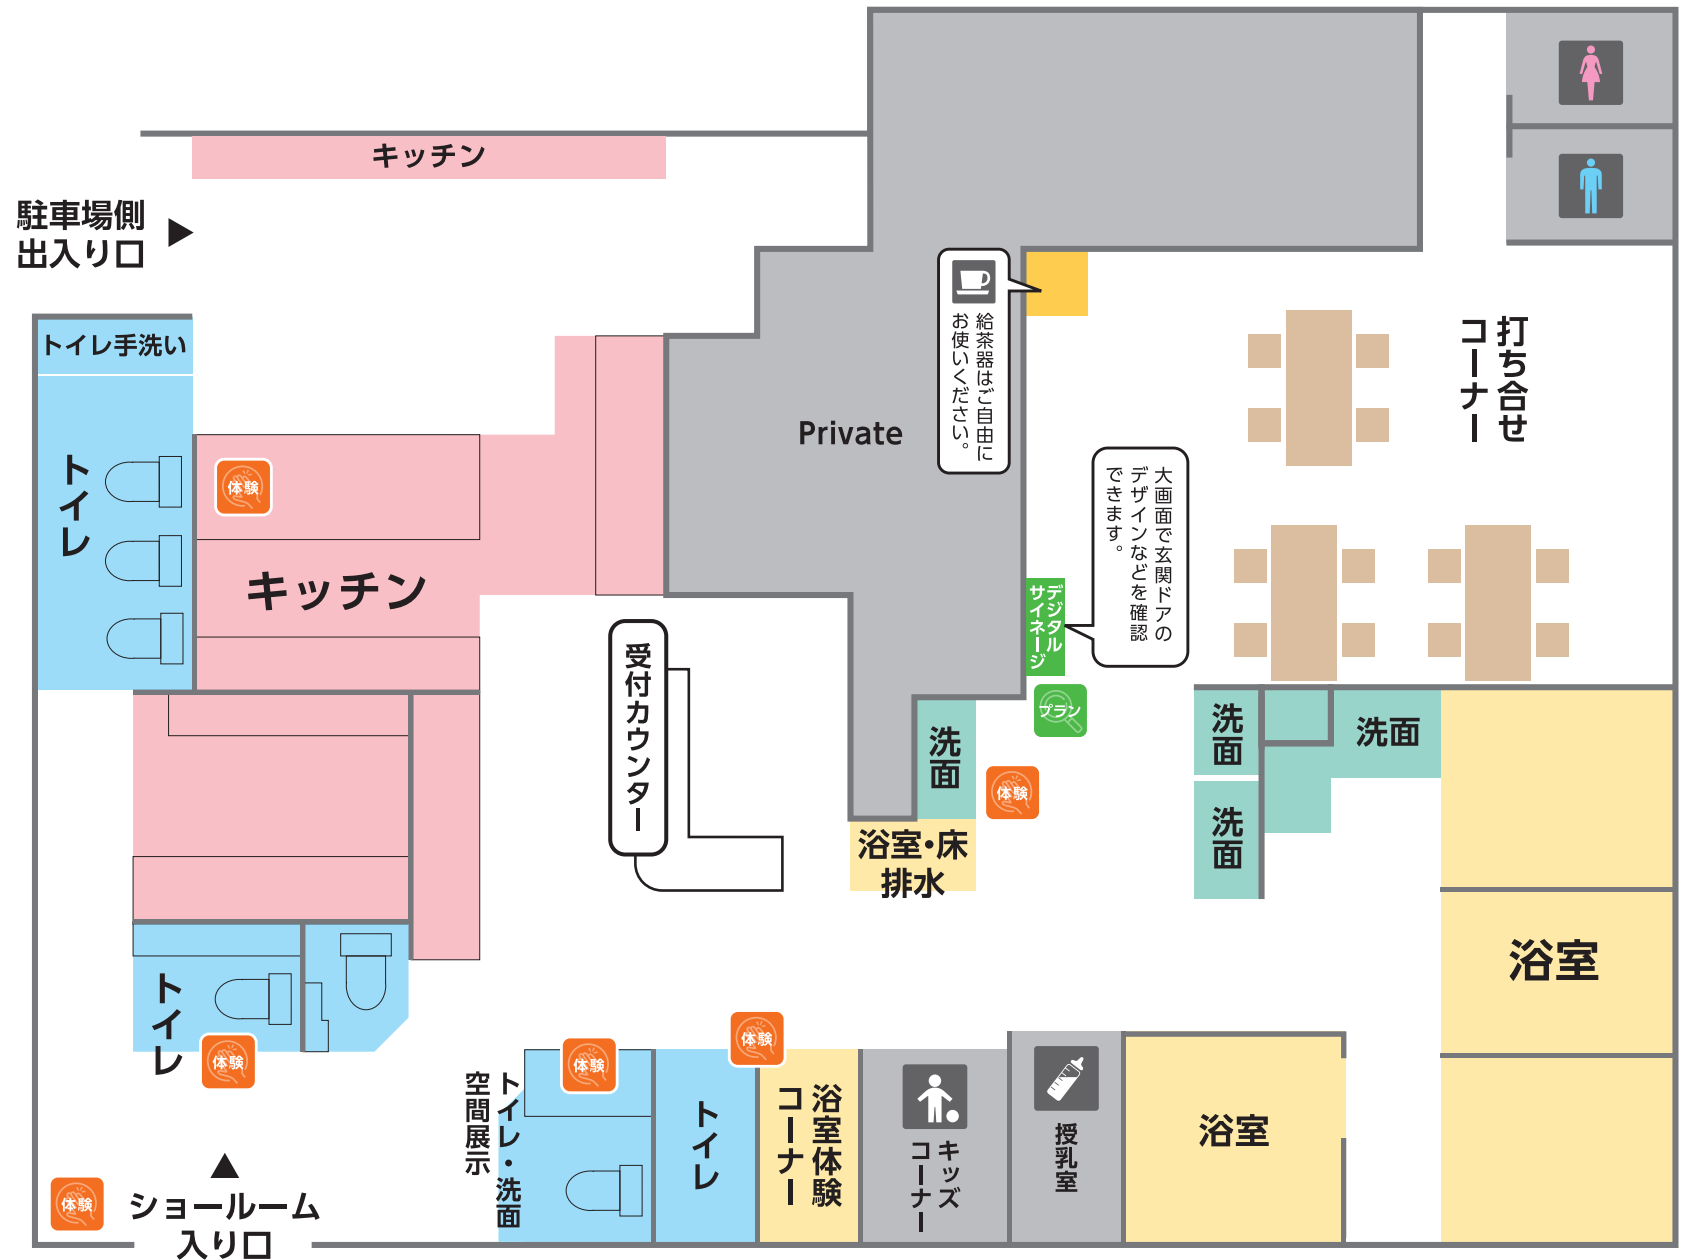 キッチン
駐車場側
出入り口
トイレ手洗い
トイレ
体験
キッチン
Private
給茶器はご自由に
お使いください。
打ち合せ
コーナー
大画面で玄関ドアの
デザインなどを確認
できます。
デジタル
サイネージ
プラン
受付カウンター
洗面
体験
浴室・床
排水
洗面
洗面
洗面
浴室
トイレ
体験
体験
ショールーム
入り口
トイレ・洗面
空間展示
体験
トイレ
体験
浴室体験
コーナー
キッズ
コーナー
授乳室
浴室